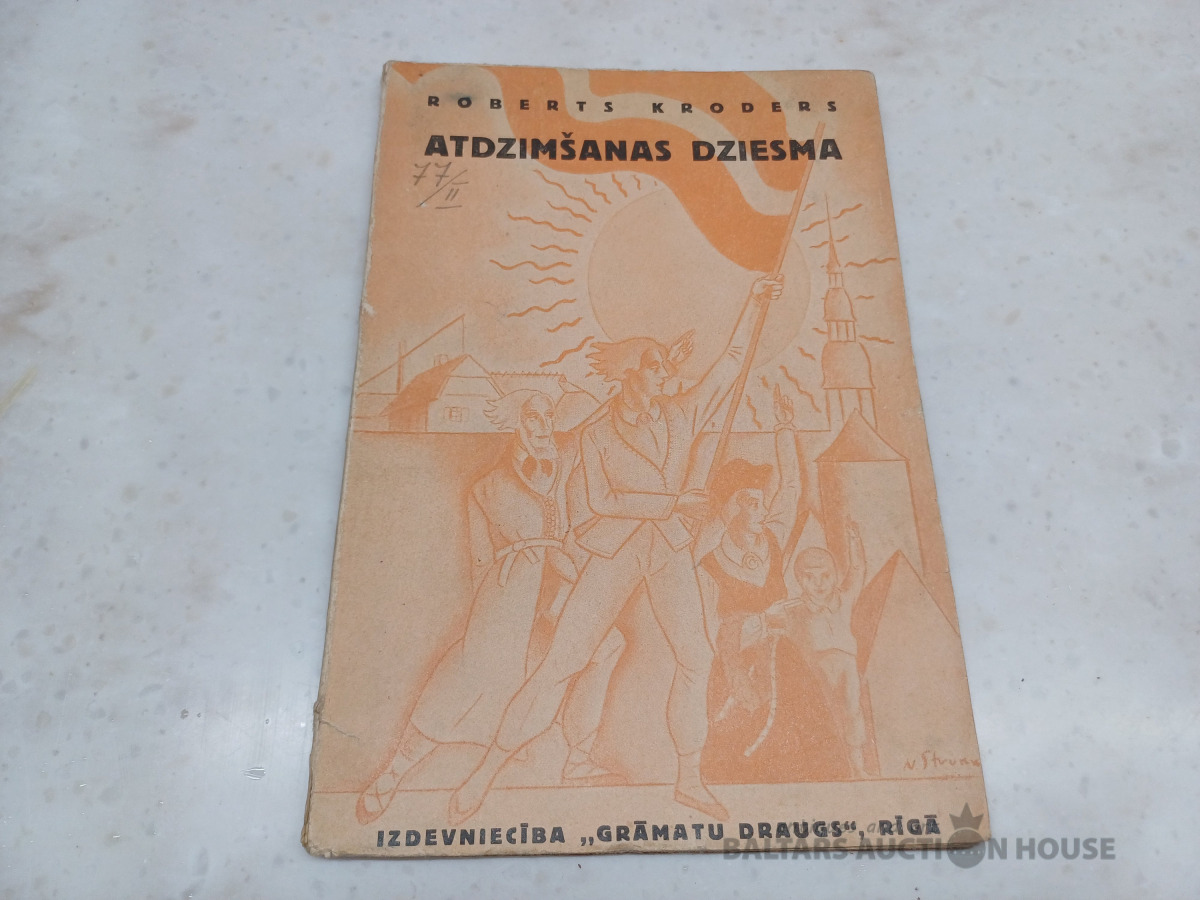 ROBERTS KRODERS
ATDZIMŠANAS DZIESMA
77/II
IZDEVNIECĪBA „GRĀMATU DRAUGS“, RĪGĀ
BALTARS AUCTION HOUSE